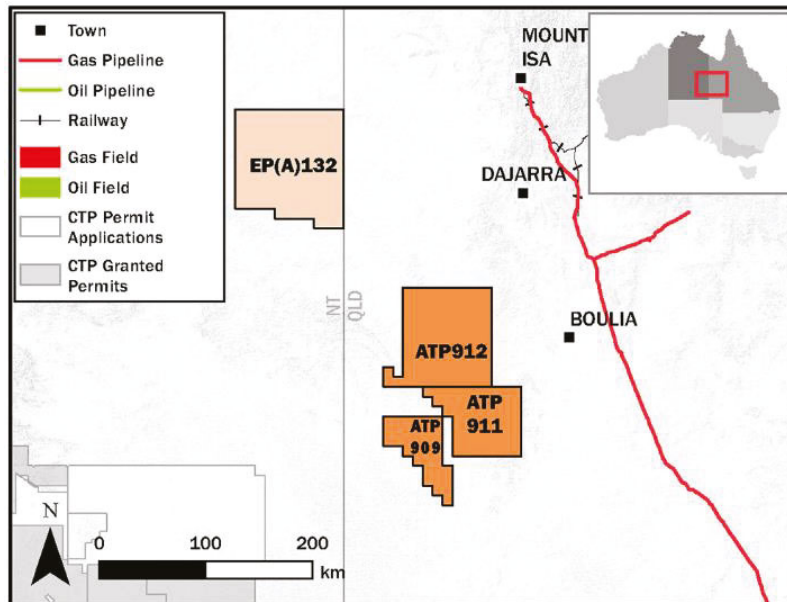 Town
Gas Pipeline
Oil Pipeline
Railway
Gas Field
Oil Field
CTP Permit
Applications
CTP Granted
Permits
EP(A)132
MOUNT
ISA
DAJARRA
NT
QLD
BOULIA
ATP912
ATP
911
ATP
909
N
0 100 200
km